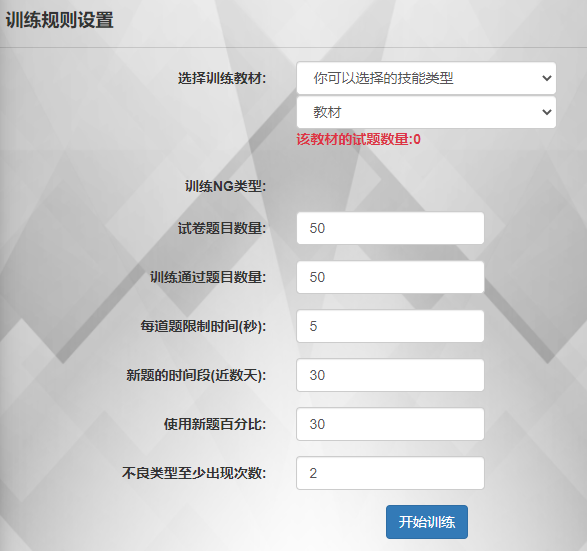 训练规则设置
选择训练教材: 你可以选择的技能类型
教材
该教材的试题数量:0
训练NG类型:
试卷题目数量: 50
训练通过题目数量: 50
每道题限制时间(秒): 5
新题的时间段(近数天): 30
使用新题百分比: 30
不良类型至少出现次数: 2
开始训练